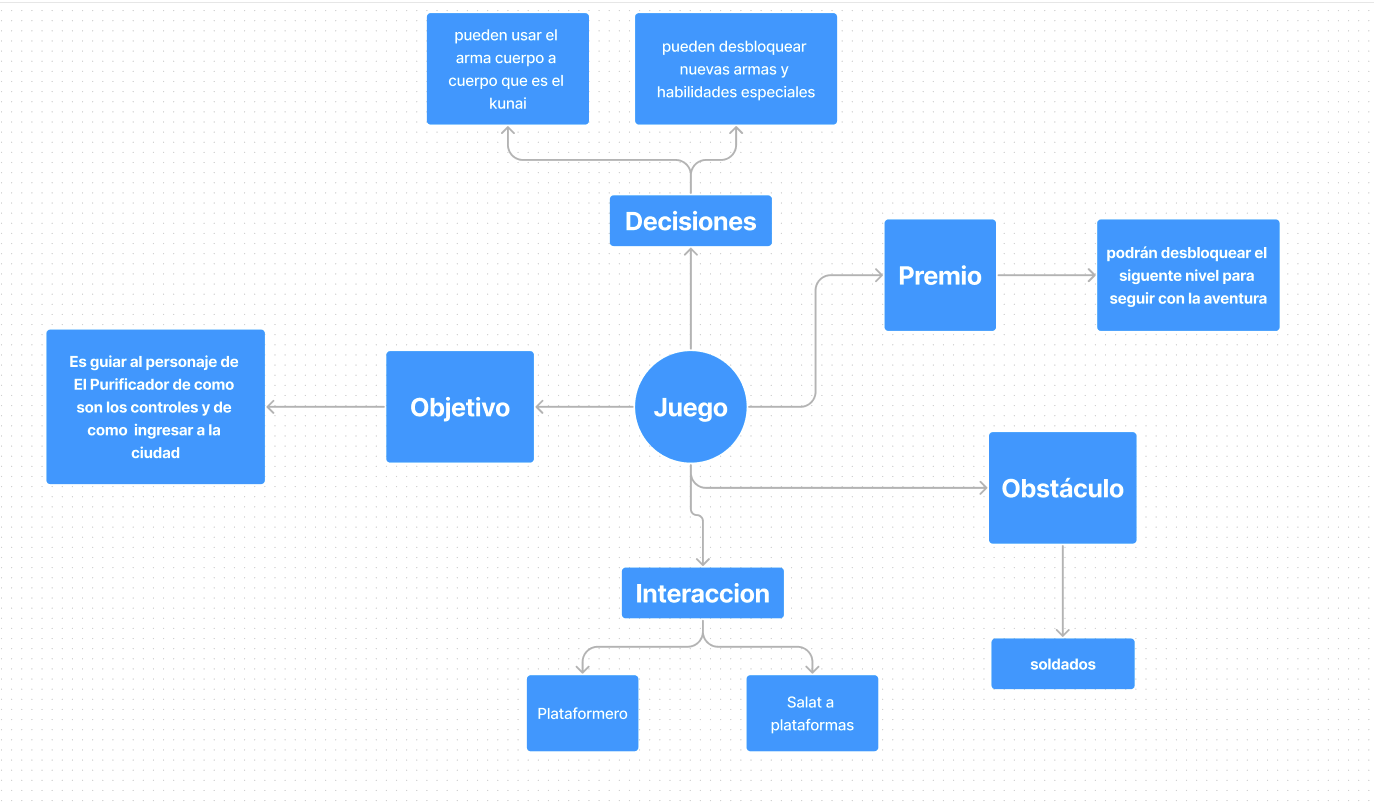 pueden usar el
arma cuerpo a
cuerpo que es el
kunai
pueden desbloquear
nuevas armas y
habilidades especiales
Decisiones
Premio
podrán desbloquear el
siguente nivel para
seguir con la aventura
Es guiar al personaje de
El Purificador de como
son los controles y de
como ingresar a la
ciudad
Objetivo
Juego
Obstáculo
Interaccion
soldados
Plataformero
Salat a
plataformas